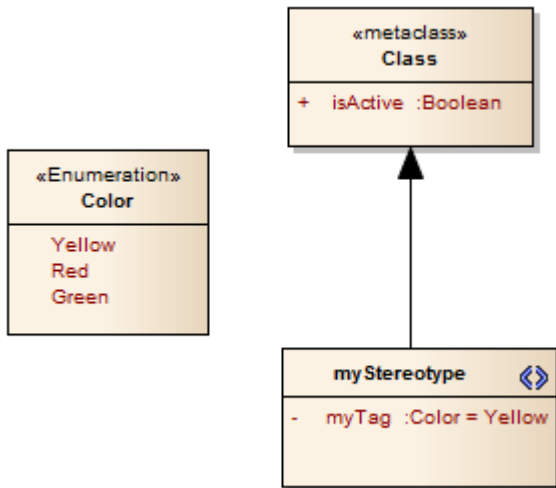 «metaclass»
Class
+ isActive :Boolean
«Enumeration»
Color
Yellow
Red
Green
myStereotype
- myTag :Color = Yellow